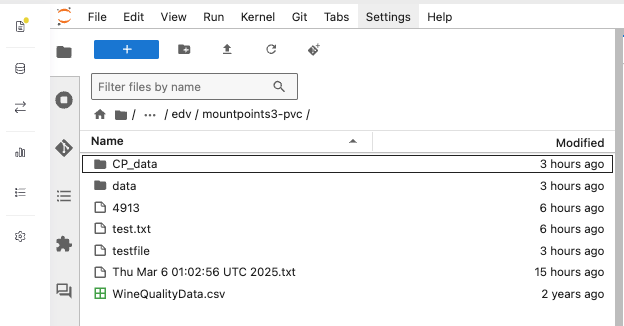 File Edv View Run Kernel Git Tabs Settings Help
Filter files by name
/ ··· / edv / mountpoints3-pvc /
Name Modified
CP_data 3 hours ago
data 3 hours ago
4913 6 hours ago
test.txt 6 hours ago
testfile 3 hours ago
Thu Mar 6 01:02:56 UTC 2025.txt 15 hours ago
WineQualityData.csv 2 years ago